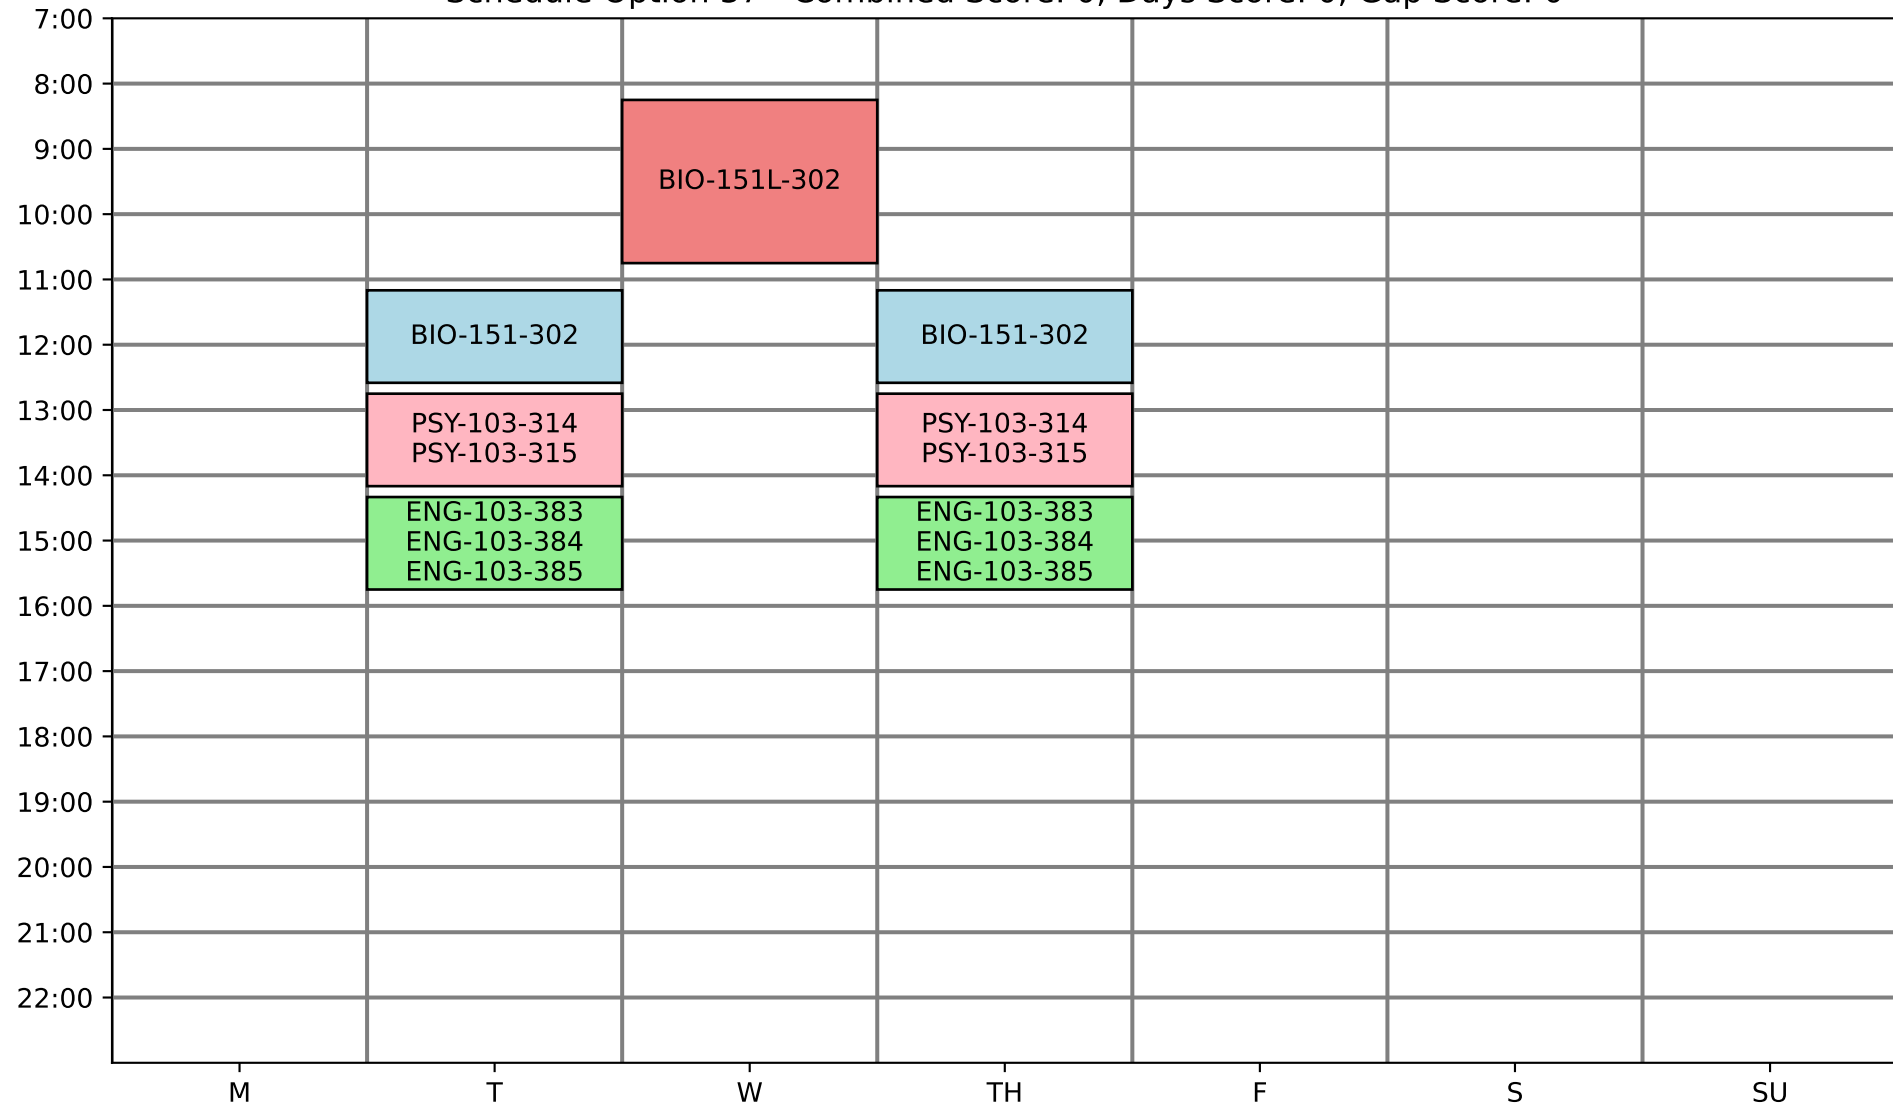 7:00
8:00
9:00
10:00
11:00
12:00
13:00
14:00
15:00
16:00
17:00
18:00
19:00
20:00
21:00
22:00
BIO-151L-302
BIO-151-302
BIO-151-302
PSY-103-314
PSY-103-315
PSY-103-314
PSY-103-315
ENG-103-383
ENG-103-384
ENG-103-385
ENG-103-383
ENG-103-384
ENG-103-385
M T W TH F S SU